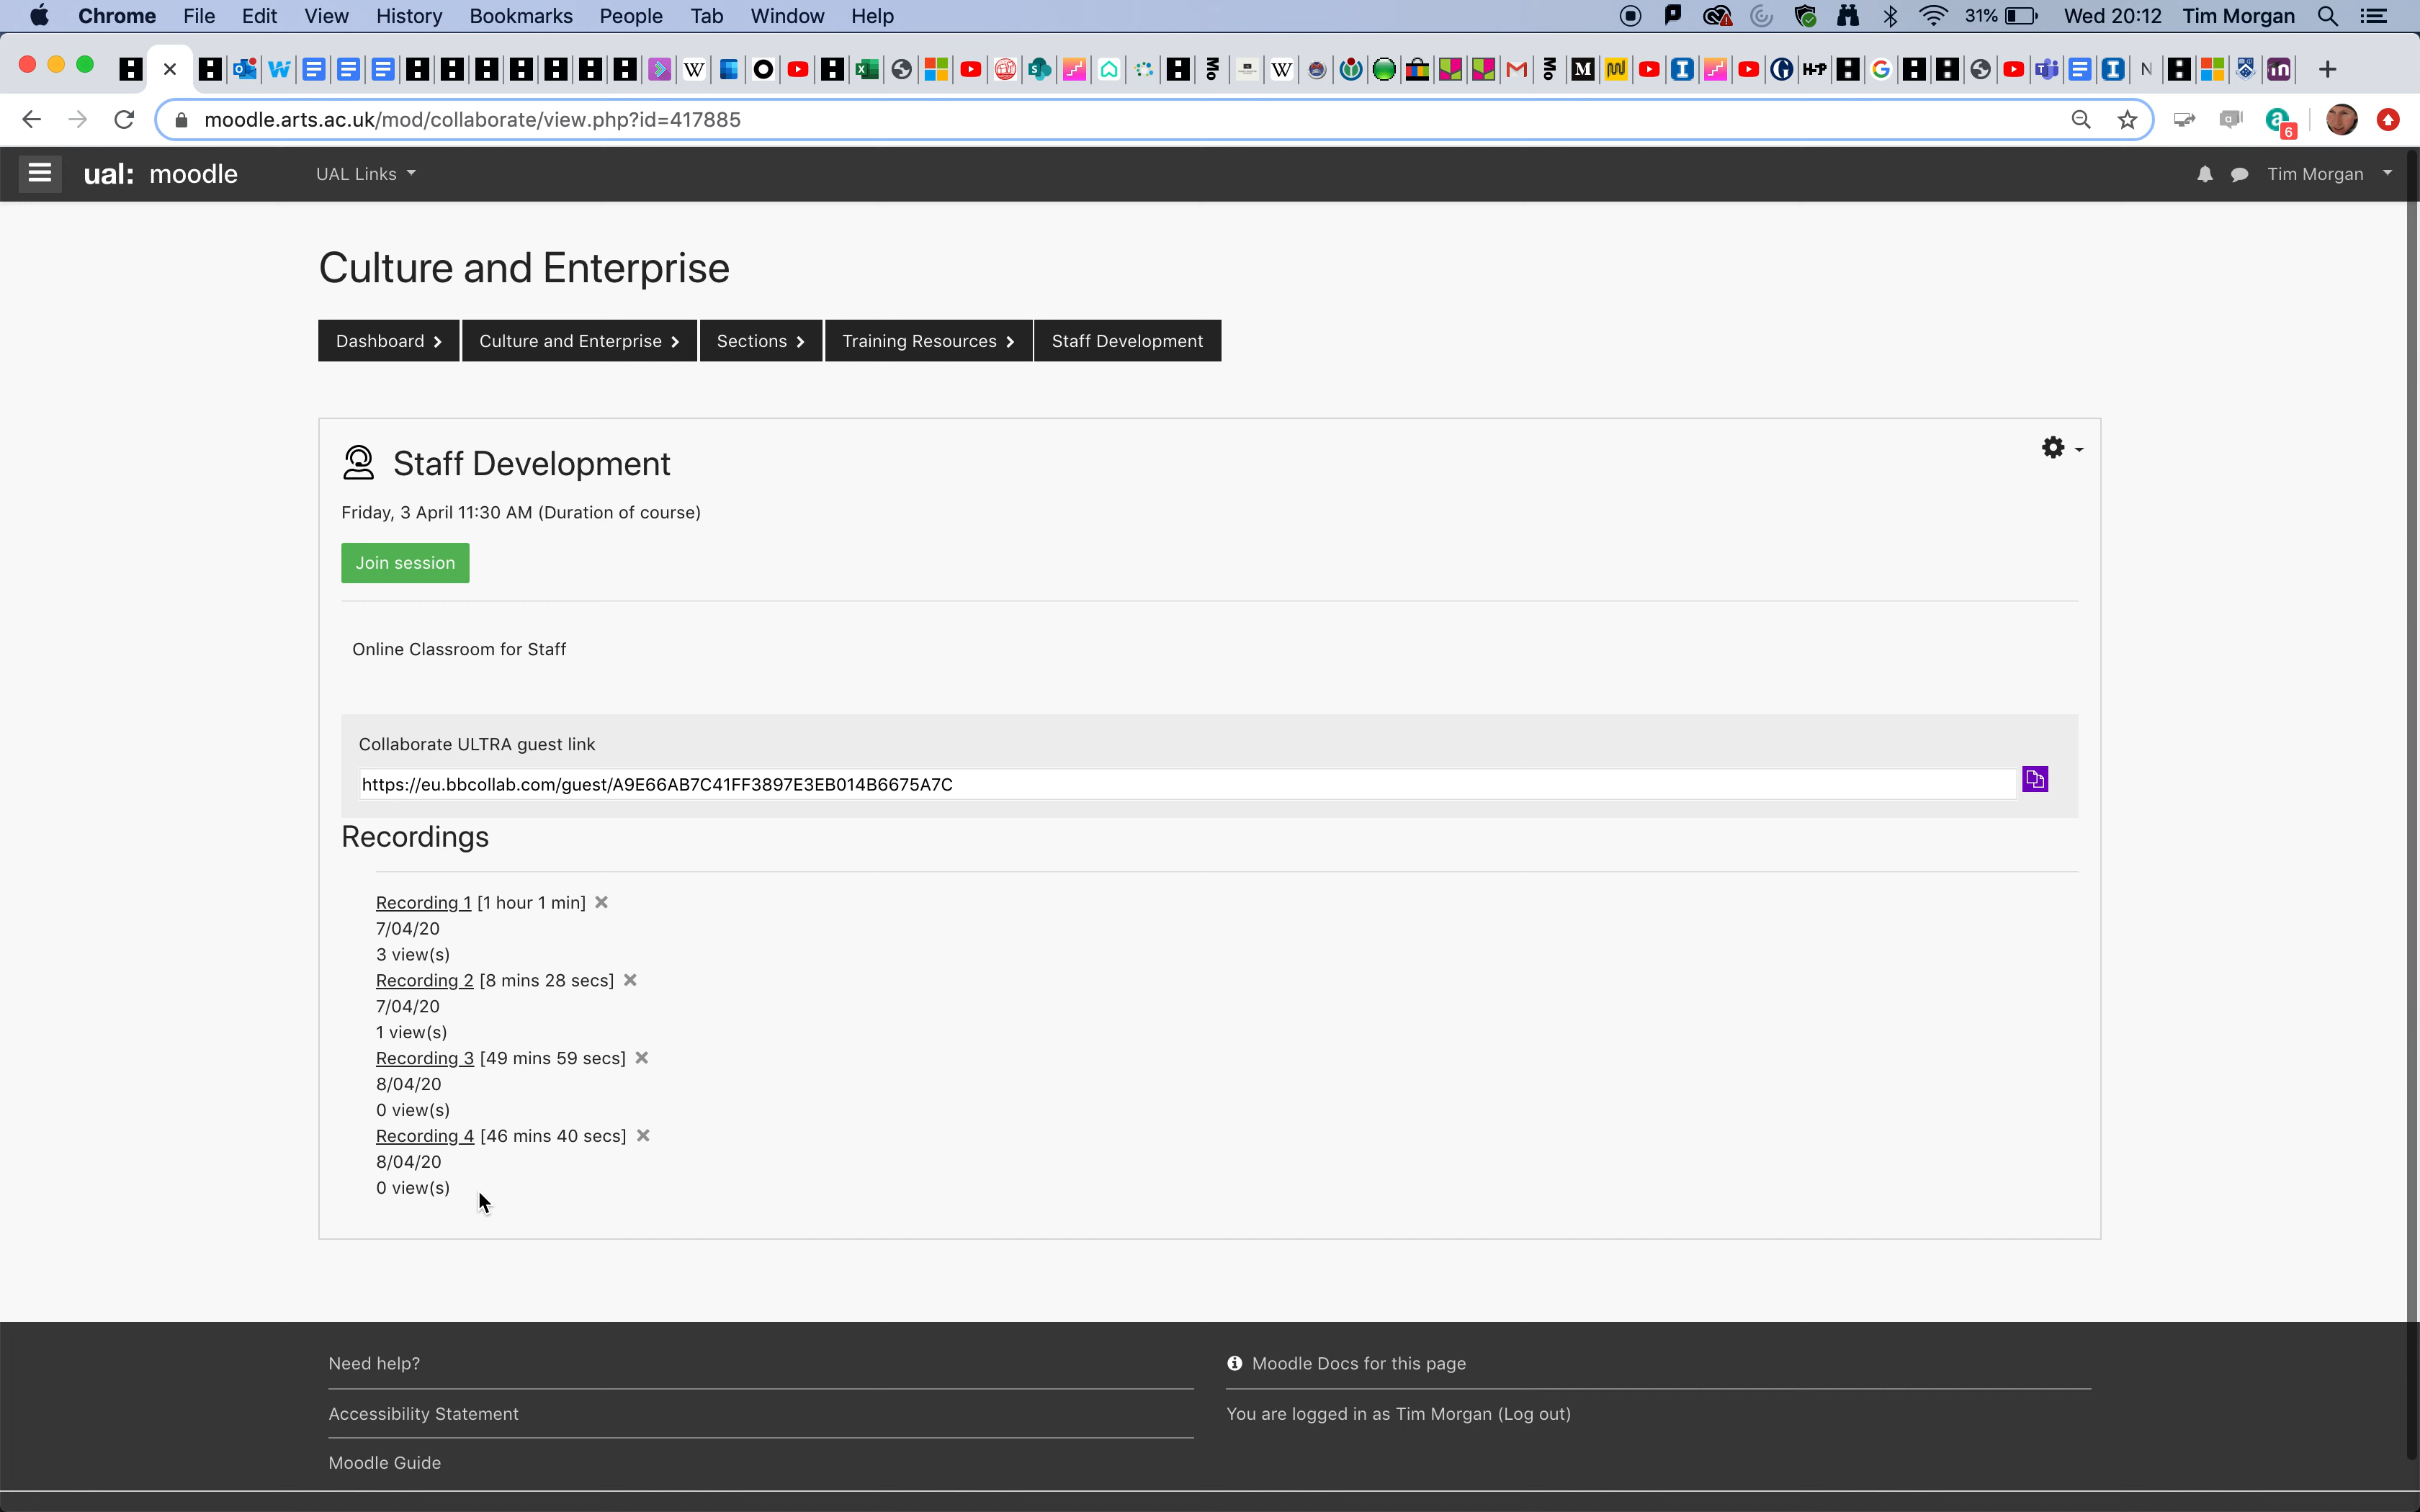 Chrome File Edit View History Bookmarks People Tab Window Help 31% Wed 20:12 Tim Morgan
moodle.arts.ac.uk/mod/collaborate/view.php?id=417885
6
ual: moodle UAL Links Tim Morgan
Culture and Enterprise
Dashboard Culture and Enterprise Sections Training Resources Staff Development
Staff Development
Friday, 3 April 11:30 AM (Duration of course)
Join session
Online Classroom for Staff
Collaborate ULTRA guest link
https://eu.bbcollab.com/guest/A9E66AB7C41FF3897E3EB014B6675A7C
Recordings
Recording 1 [1 hour 1 min]
7/04/20
3 view(s)
Recording 2 [8 mins 28 secs]
7/04/20
1 view(s)
Recording 3 [49 mins 59 secs]
8/04/20
0 view(s)
Recording 4 [46 mins 40 secs]
8/04/20
0 view(s)
Need help? Moodle Docs for this page
Accessibility Statement You are logged in as Tim Morgan (Log out)
Moodle Guide